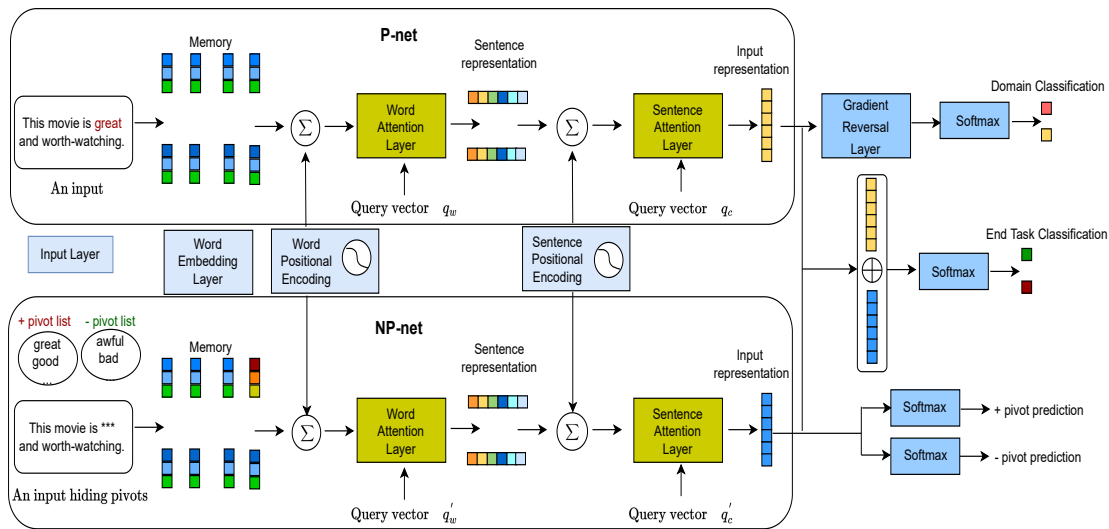 P-net
Memory
Sentence
representation
Input
representation
This movie is great
and worth-watching.
An input
Σ
Word
Attention
Layer
Σ
Sentence
Attention
Layer
Query vector q_w
Query vector q_c
Gradient
Reversal
Layer
Softmax
Domain Classification
Input Layer
Word
Embedding
Layer
Word
Positional
Encoding
Sentence
Positional
Encoding
Softmax
End Task Classification
NP-net
+ pivot list
great
good
...
- pivot list
awful
bad
Memory
Sentence
representation
Input
representation
This movie is ***
and worth-watching.
An input hiding pivots
Σ
Word
Attention
Layer
Σ
Sentence
Attention
Layer
Query vector q'_w
Query vector q'_c
Softmax
+ pivot prediction
Softmax
- pivot prediction